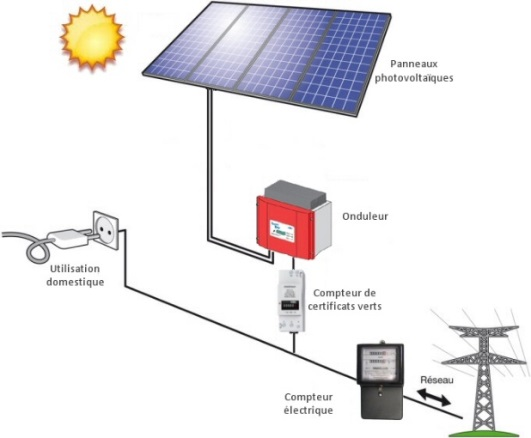 Panneaux
photovoltaïques
Onduleur
Utilisation
domestique
Compteur de
certificats verts
Réseau
Compteur
électrique